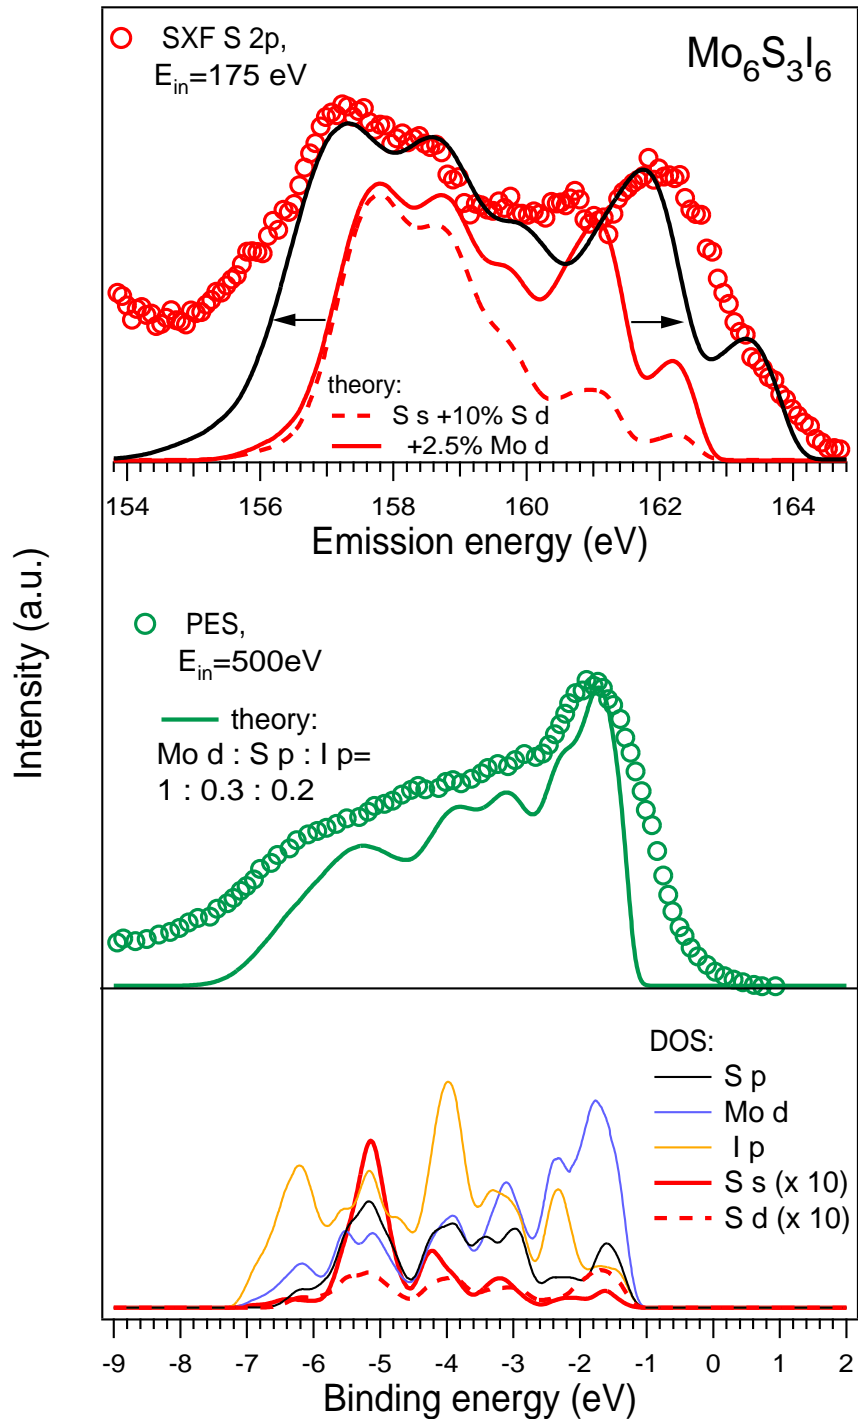 SXF S 2p,
E_in=175 eV
Mo₆S₃I₆
theory:
S s +10% S d
+2.5% Mo d
154 156 158 160 162 164
Emission energy (eV)
Intensity (a.u.)
PES,
E_in=500eV
theory:
Mo d : S p : I p=
1 : 0.3 : 0.2
DOS:
S p
Mo d
I p
S s (x 10)
S d (x 10)
-9 -8 -7 -6 -5 -4 -3 -2 -1 0 1 2
Binding energy (eV)